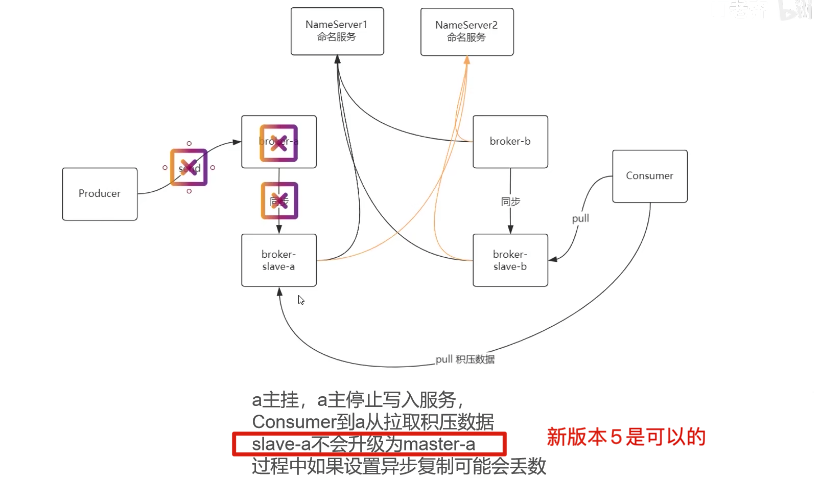 NameServer1
命名服务
NameServer2
命名服务
broker-b
Consumer
Producer
同步
pull
broker-
slave-a
broker-
slave-b
pull 积压数据
a主挂，a主停止写入服务，
Consumer到a从拉取积压数据
slave-a不会升级为master-a
新版本5是可以的
过程中如果设置异步复制可能会丢数